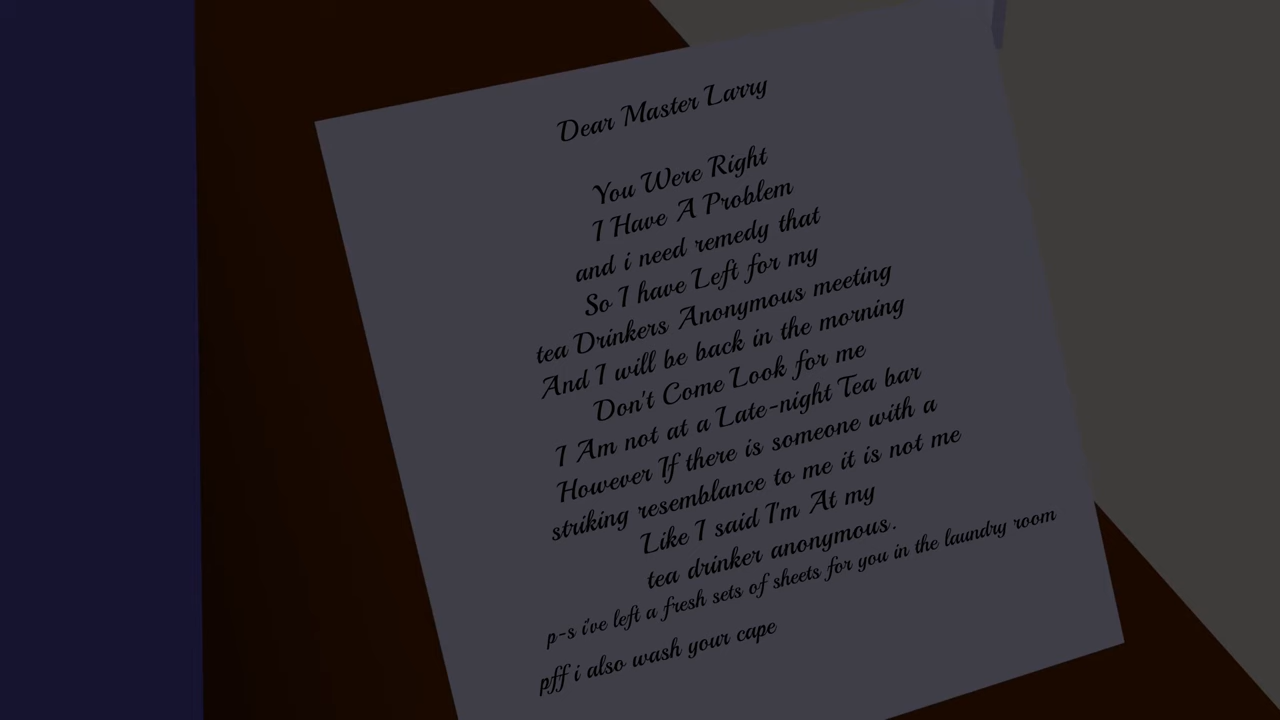 Dear Master Larry
You Were Right
I Have A Problem
and i need remedy that
So I have Left for my
tea Drinkers Anonymous meeting
And I will be back in the morning
Don't Come Look for me
I Am not at a Late-night Tea bar
However If there is someone with a
striking resemblance to me it is not me
Like I said I'm At my
tea drinker anonymous.
p-s i've left a fresh sets of sheets for you in the laundry room
pff i also wash your cape